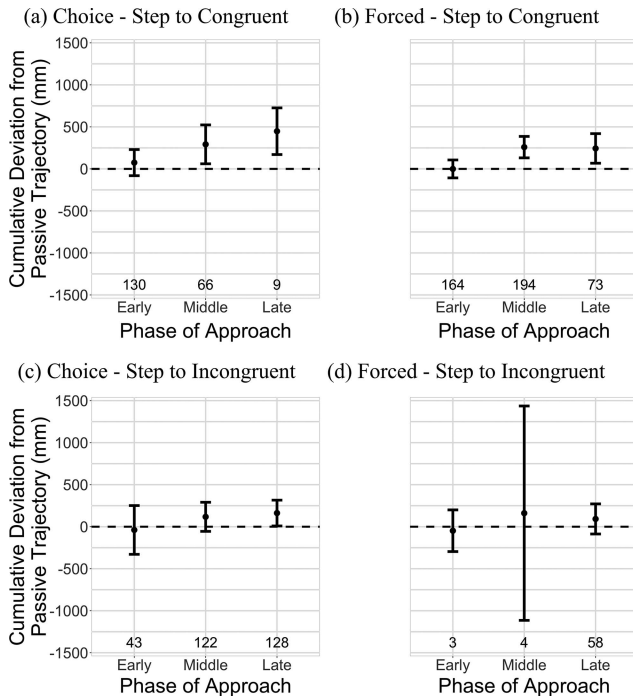 (a) Choice - Step to Congruent
(b) Forced - Step to Congruent
Cumulative Deviation from
Passive Trajectory (mm)
1500
1000
500
0
-500
-1000
-1500
130 66 9
Early Middle Late
Phase of Approach
164 194 73
Early Middle Late
Phase of Approach
(c) Choice - Step to Incongruent
(d) Forced - Step to Incongruent
Cumulative Deviation from
Passive Trajectory (mm)
1500
1000
500
0
-500
-1000
-1500
43 122 128
Early Middle Late
Phase of Approach
3 4 58
Early Middle Late
Phase of Approach